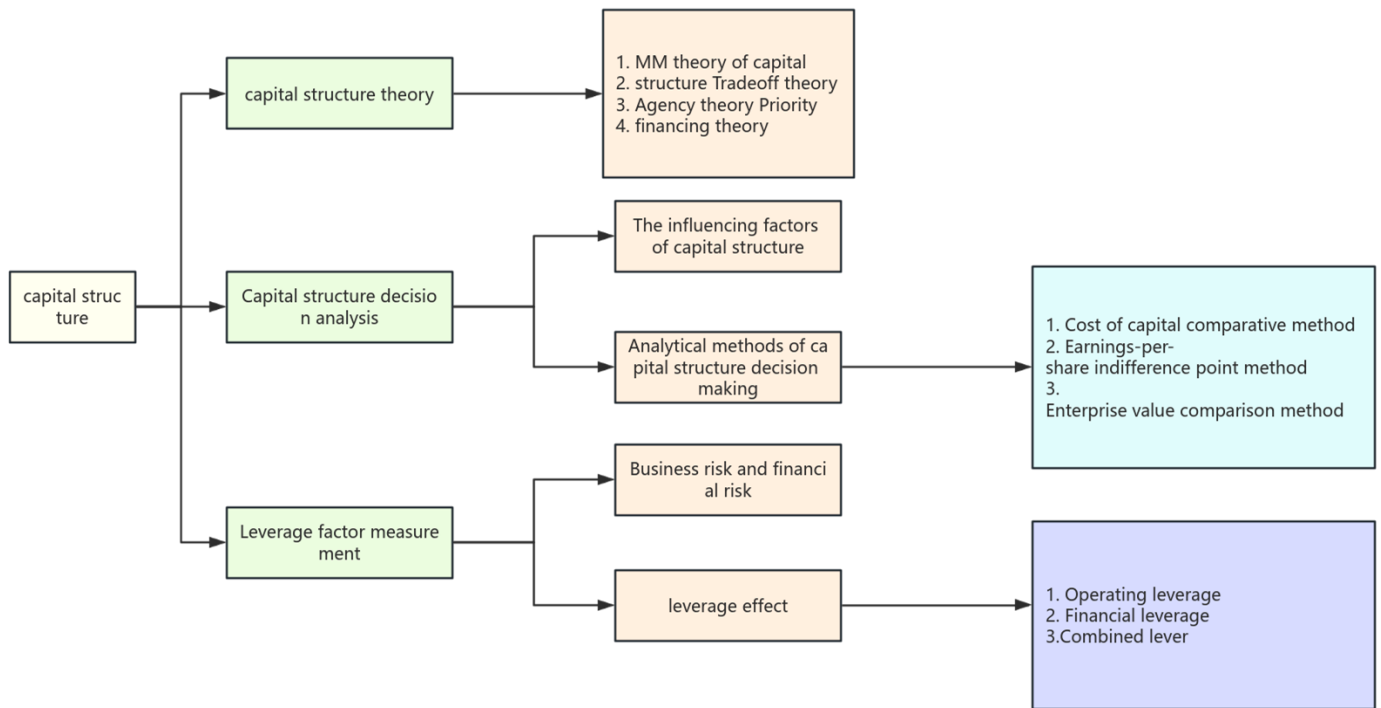 capital struc
ture
capital structure theory
1. MM theory of capital
2. structure Tradeoff theory
3. Agency theory Priority
4. financing theory
Capital structure decisio
n analysis
The influencing factors
of capital structure
Analytical methods of ca
pital structure decision
making
1. Cost of capital comparative method
2. Earnings-per-
share indifference point method
3.
Enterprise value comparison method
Leverage factor measure
ment
Business risk and financi
al risk
leverage effect
1. Operating leverage
2. Financial leverage
3.Combined lever